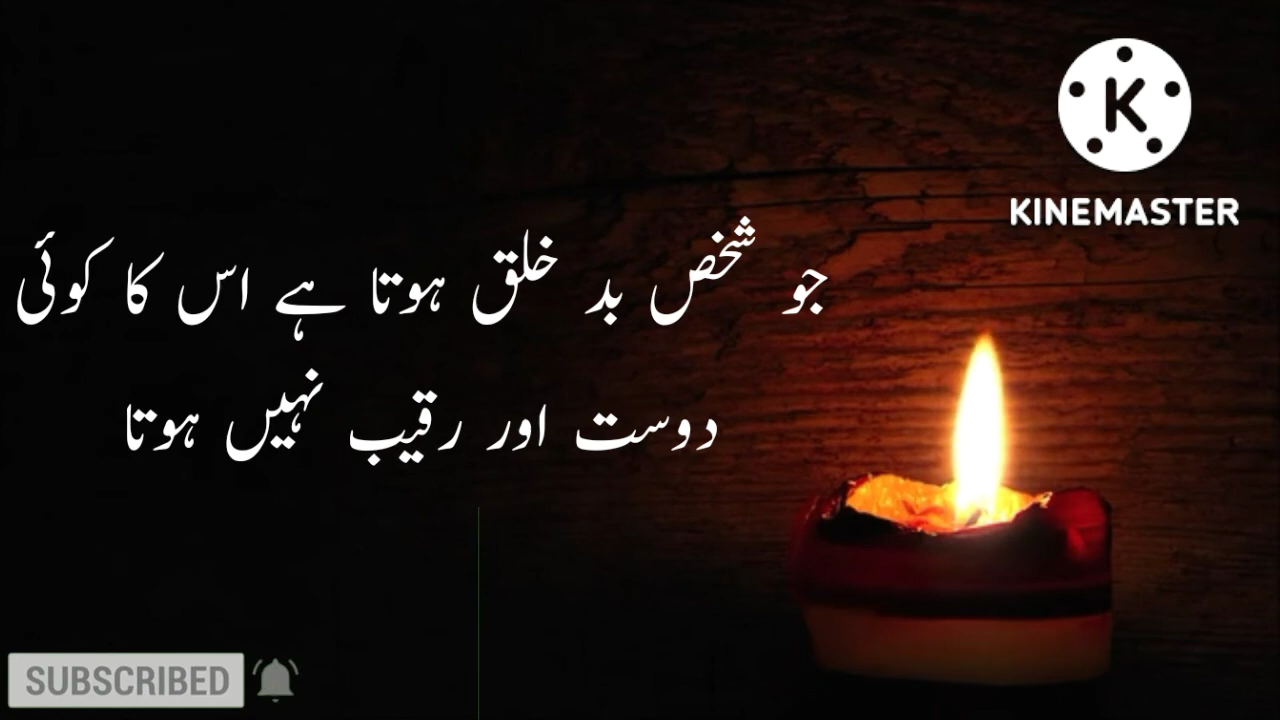 K
KINEMASTER
جو شخص بد خلق ہوتا ہے اس کا کوئی
دوست اور رقیب نہیں ہوتا
SUBSCRIBED